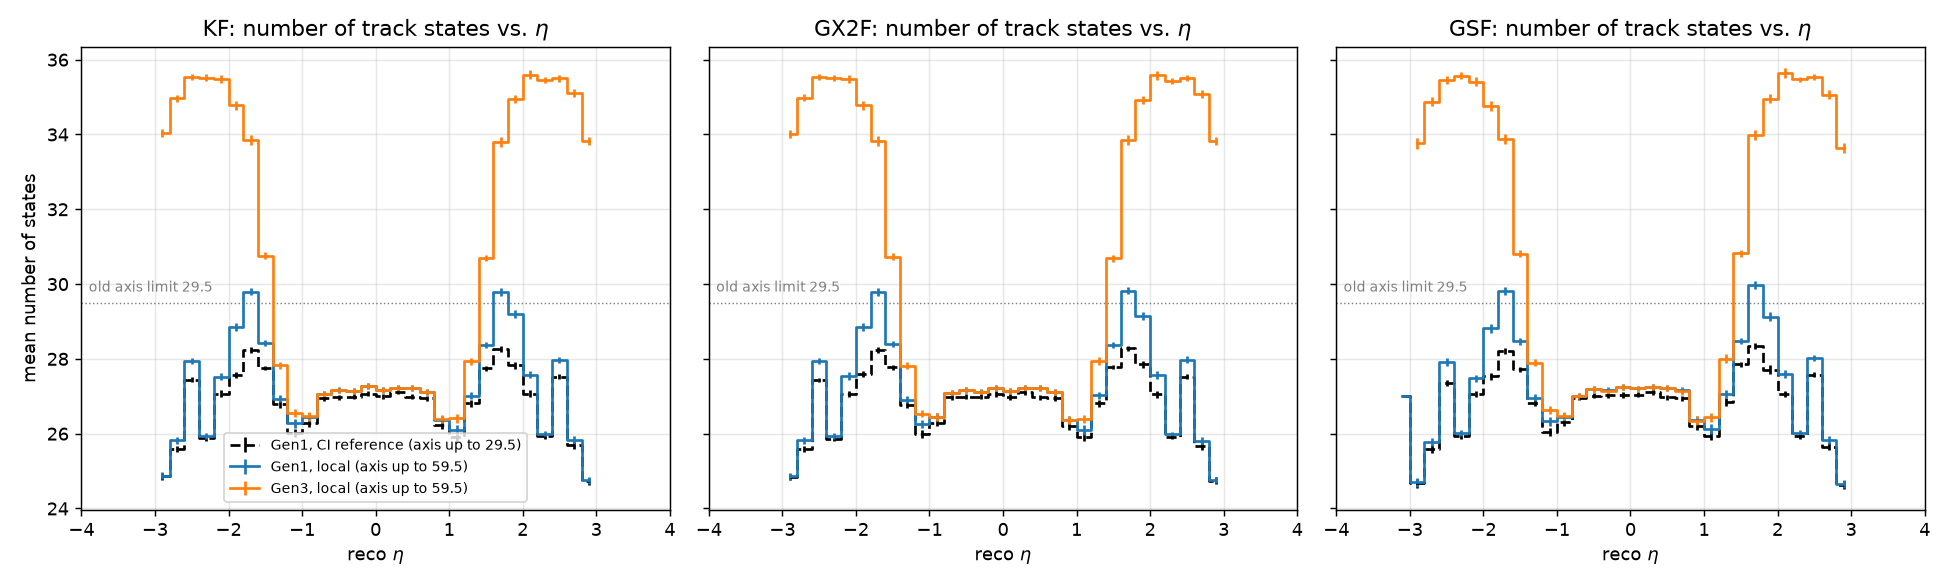 KF: number of track states vs. η
GX2F: number of track states vs. η
GSF: number of track states vs. η
mean number of states
36
34
32
30
28
26
24
old axis limit 29.5
old axis limit 29.5
old axis limit 29.5
Gen1, CI reference (axis up to 29.5)
Gen1, local (axis up to 59.5)
Gen3, local (axis up to 59.5)
−4 −3 −2 −1 0 1 2 3 4
−4 −3 −2 −1 0 1 2 3 4
−4 −3 −2 −1 0 1 2 3 4
reco η
reco η
reco η